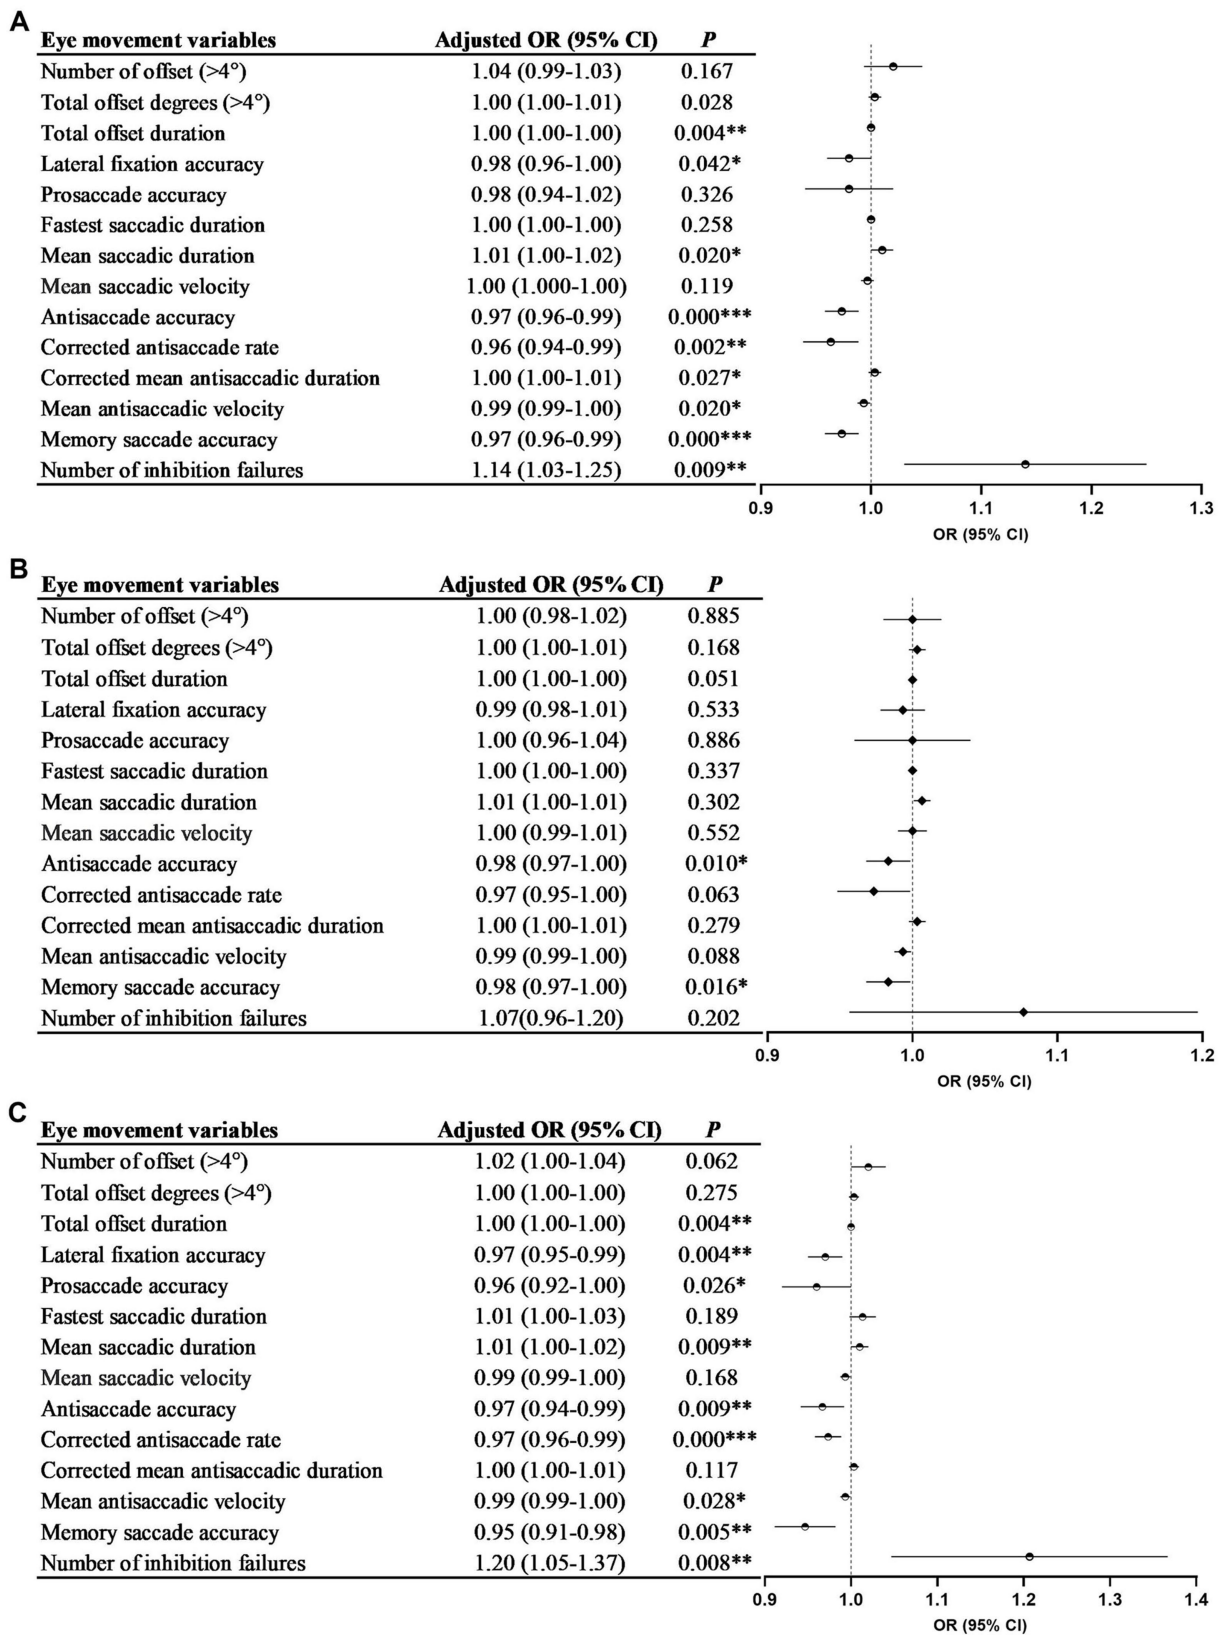 A
Eye movement variables Adjusted OR (95% CI) P
Number of offset (>4°) 1.04 (0.99-1.03) 0.167
Total offset degrees (>4°) 1.00 (1.00-1.01) 0.028
Total offset duration 1.00 (1.00-1.00) 0.004**
Lateral fixation accuracy 0.98 (0.96-1.00) 0.042*
Prosaccade accuracy 0.98 (0.94-1.02) 0.326
Fastest saccadic duration 1.00 (1.00-1.00) 0.258
Mean saccadic duration 1.01 (1.00-1.02) 0.020*
Mean saccadic velocity 1.00 (1.000-1.00) 0.119
Antisaccade accuracy 0.97 (0.96-0.99) 0.000***
Corrected antisaccade rate 0.96 (0.94-0.99) 0.002**
Corrected mean antisaccadic duration 1.00 (1.00-1.01) 0.027*
Mean antisaccadic velocity 0.99 (0.99-1.00) 0.020*
Memory saccade accuracy 0.97 (0.96-0.99) 0.000***
Number of inhibition failures 1.14 (1.03-1.25) 0.009**
0.9 1.0 1.1 1.2 1.3
OR (95% CI)
B
Eye movement variables Adjusted OR (95% CI) P
Number of offset (>4°) 1.00 (0.98-1.02) 0.885
Total offset degrees (>4°) 1.00 (1.00-1.01) 0.168
Total offset duration 1.00 (1.00-1.00) 0.051
Lateral fixation accuracy 0.99 (0.98-1.01) 0.533
Prosaccade accuracy 1.00 (0.96-1.04) 0.886
Fastest saccadic duration 1.00 (1.00-1.00) 0.337
Mean saccadic duration 1.01 (1.00-1.01) 0.302
Mean saccadic velocity 1.00 (0.99-1.01) 0.552
Antisaccade accuracy 0.98 (0.97-1.00) 0.010*
Corrected antisaccade rate 0.97 (0.95-1.00) 0.063
Corrected mean antisaccadic duration 1.00 (1.00-1.01) 0.279
Mean antisaccadic velocity 0.99 (0.99-1.00) 0.088
Memory saccade accuracy 0.98 (0.97-1.00) 0.016*
Number of inhibition failures 1.07(0.96-1.20) 0.202
0.9 1.0 1.1 1.2
OR (95% CI)
C
Eye movement variables Adjusted OR (95% CI) P
Number of offset (>4°) 1.02 (1.00-1.04) 0.062
Total offset degrees (>4°) 1.00 (1.00-1.00) 0.275
Total offset duration 1.00 (1.00-1.00) 0.004**
Lateral fixation accuracy 0.97 (0.95-0.99) 0.004**
Prosaccade accuracy 0.96 (0.92-1.00) 0.026*
Fastest saccadic duration 1.01 (1.00-1.03) 0.189
Mean saccadic duration 1.01 (1.00-1.02) 0.009**
Mean saccadic velocity 0.99 (0.99-1.00) 0.168
Antisaccade accuracy 0.97 (0.94-0.99) 0.009**
Corrected antisaccade rate 0.97 (0.96-0.99) 0.000***
Corrected mean antisaccadic duration 1.00 (1.00-1.01) 0.117
Mean antisaccadic velocity 0.99 (0.99-1.00) 0.028*
Memory saccade accuracy 0.95 (0.91-0.98) 0.005**
Number of inhibition failures 1.20 (1.05-1.37) 0.008**
0.9 1.0 1.1 1.2 1.3 1.4
OR (95% CI)